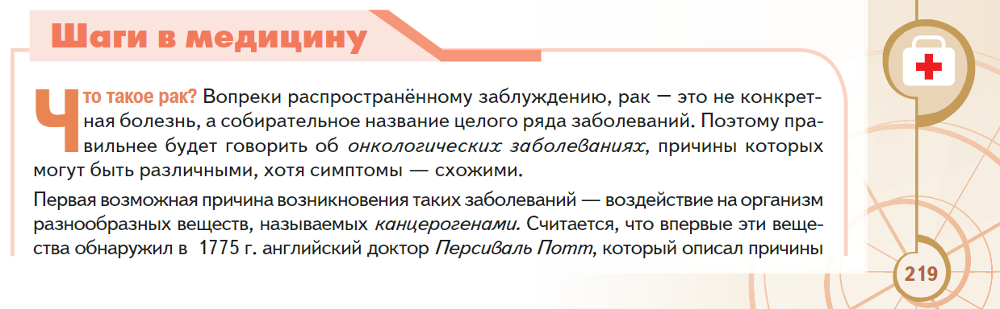 Шаги в медицину
Что такое рак? Вопреки распространённому заблуждению, рак — это не конкрет-
ная болезнь, а собирательное название целого ряда заболеваний. Поэтому пра-
вильнее будет говорить об онкологических заболеваниях, причины которых
могут быть различными, хотя симптомы — схожими.
Первая возможная причина возникновения таких заболеваний — воздействие на организм
разнообразных веществ, называемых канцерогенами. Считается, что впервые эти веще-
ства обнаружил в 1775 г. английский доктор Персиваль Потт, который описал причины
219